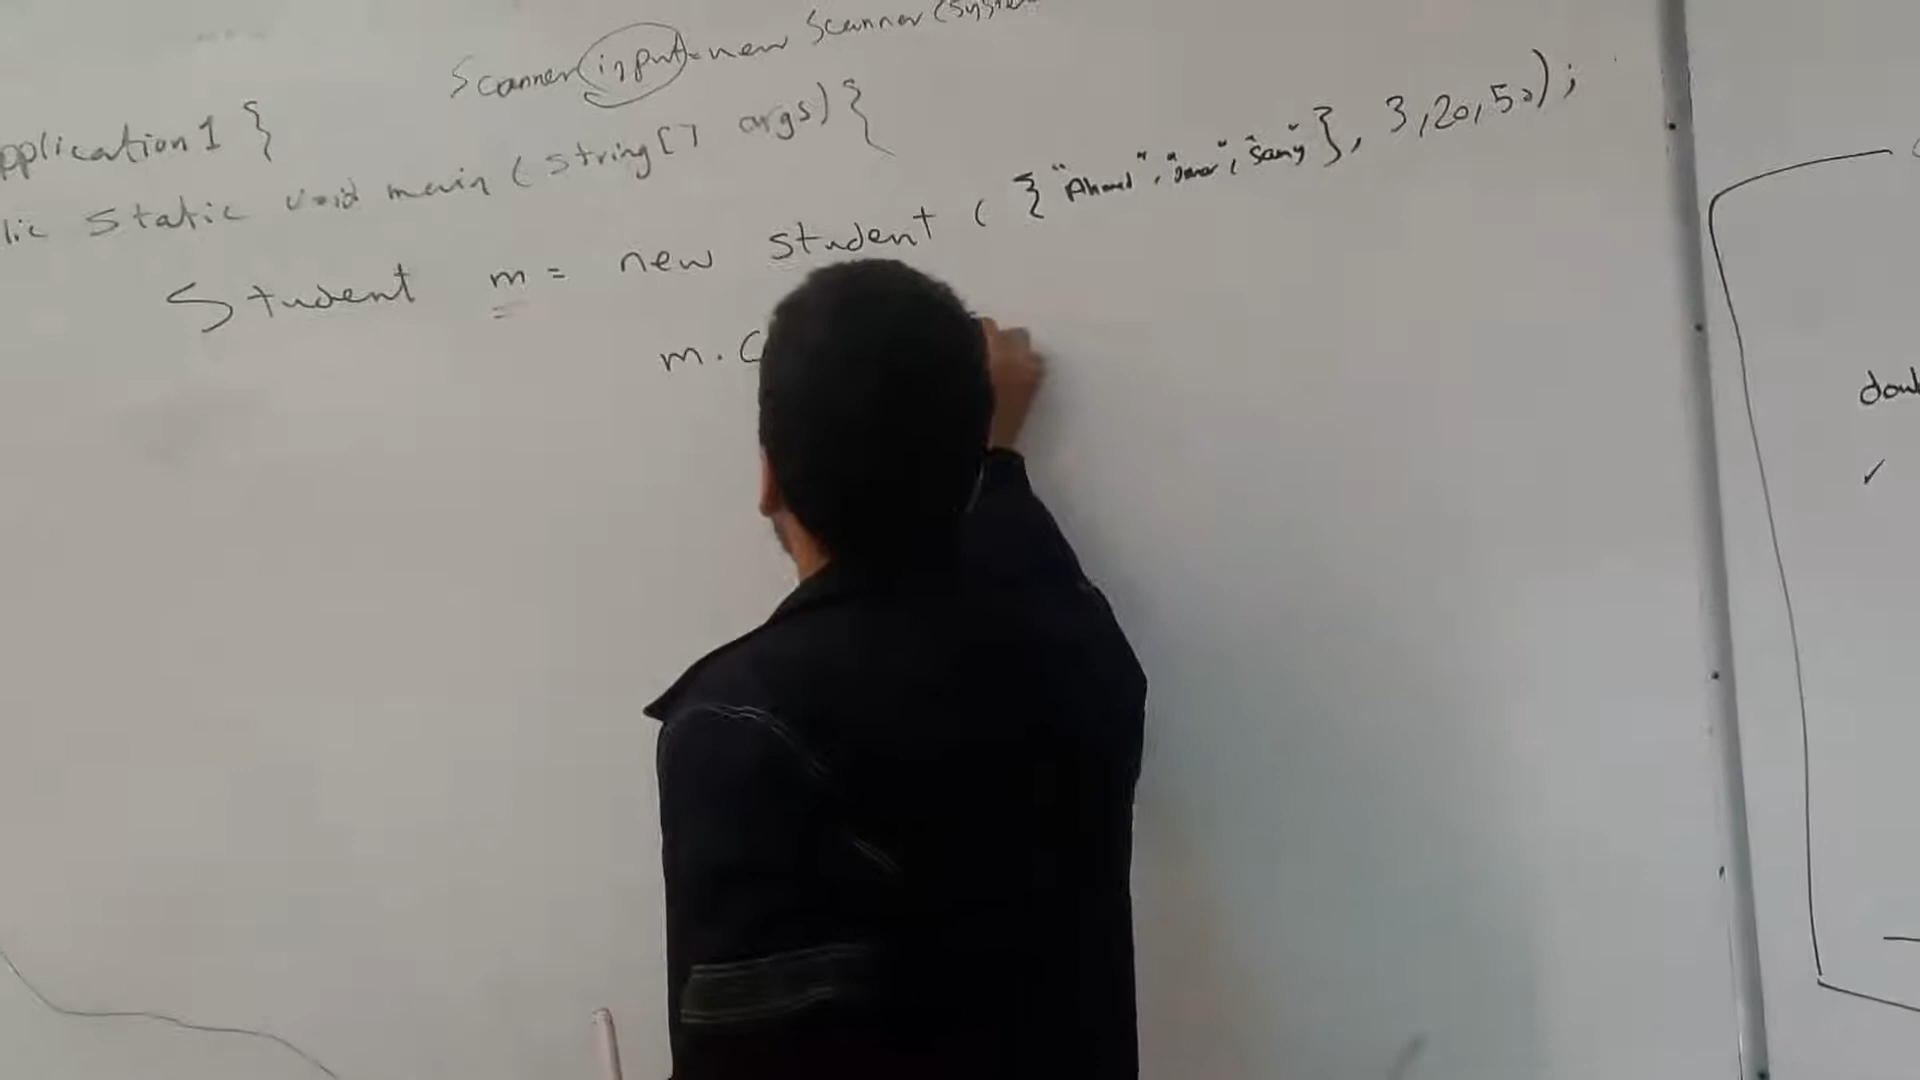 Scanner input = new Scanner (Syste
pplication1 {
lic Static void main (String[] args) {
Student m = new student ( { "Ahmed", "Omar", "Samy" }, 3,20,50);
m.C
doub